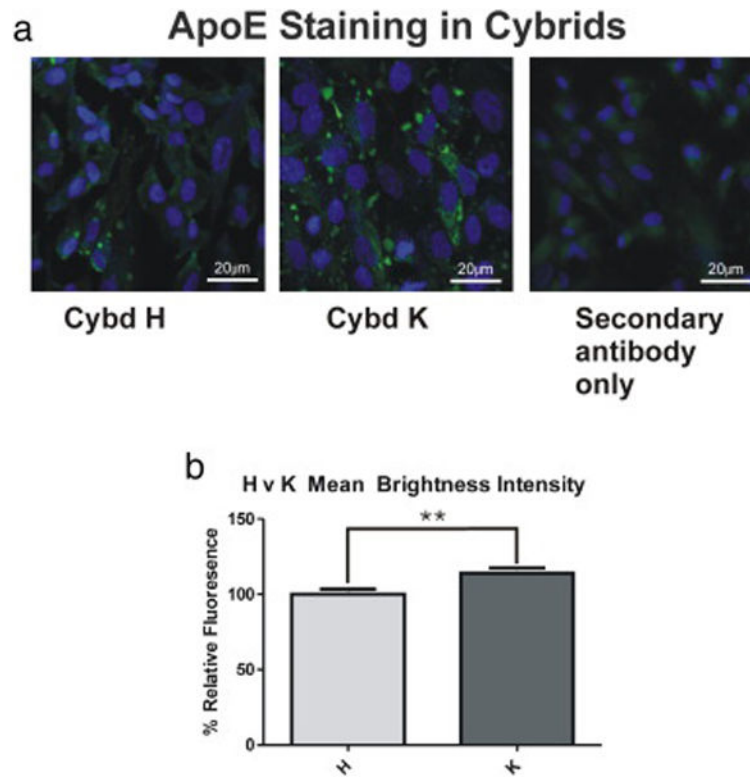 a
ApoE Staining in Cybrids
20µm
20µm
20µm
Cybd H
Cybd K
Secondary
antibody
only
b
H v K Mean Brightness Intensity
% Relative Fluoresence
150
**
100
50
0
H
K